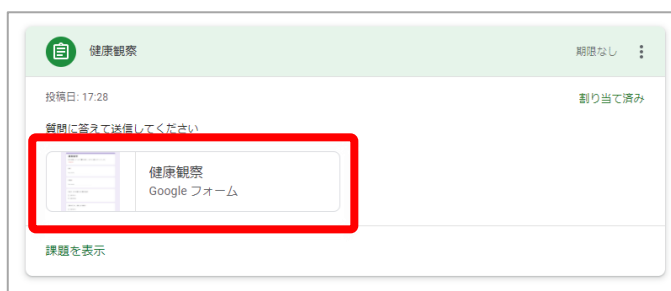 健康観察
期限なし
投稿日: 17:28
割り当て済み
質問に答えて送信してください
健康観察
Google フォーム
課題を表示